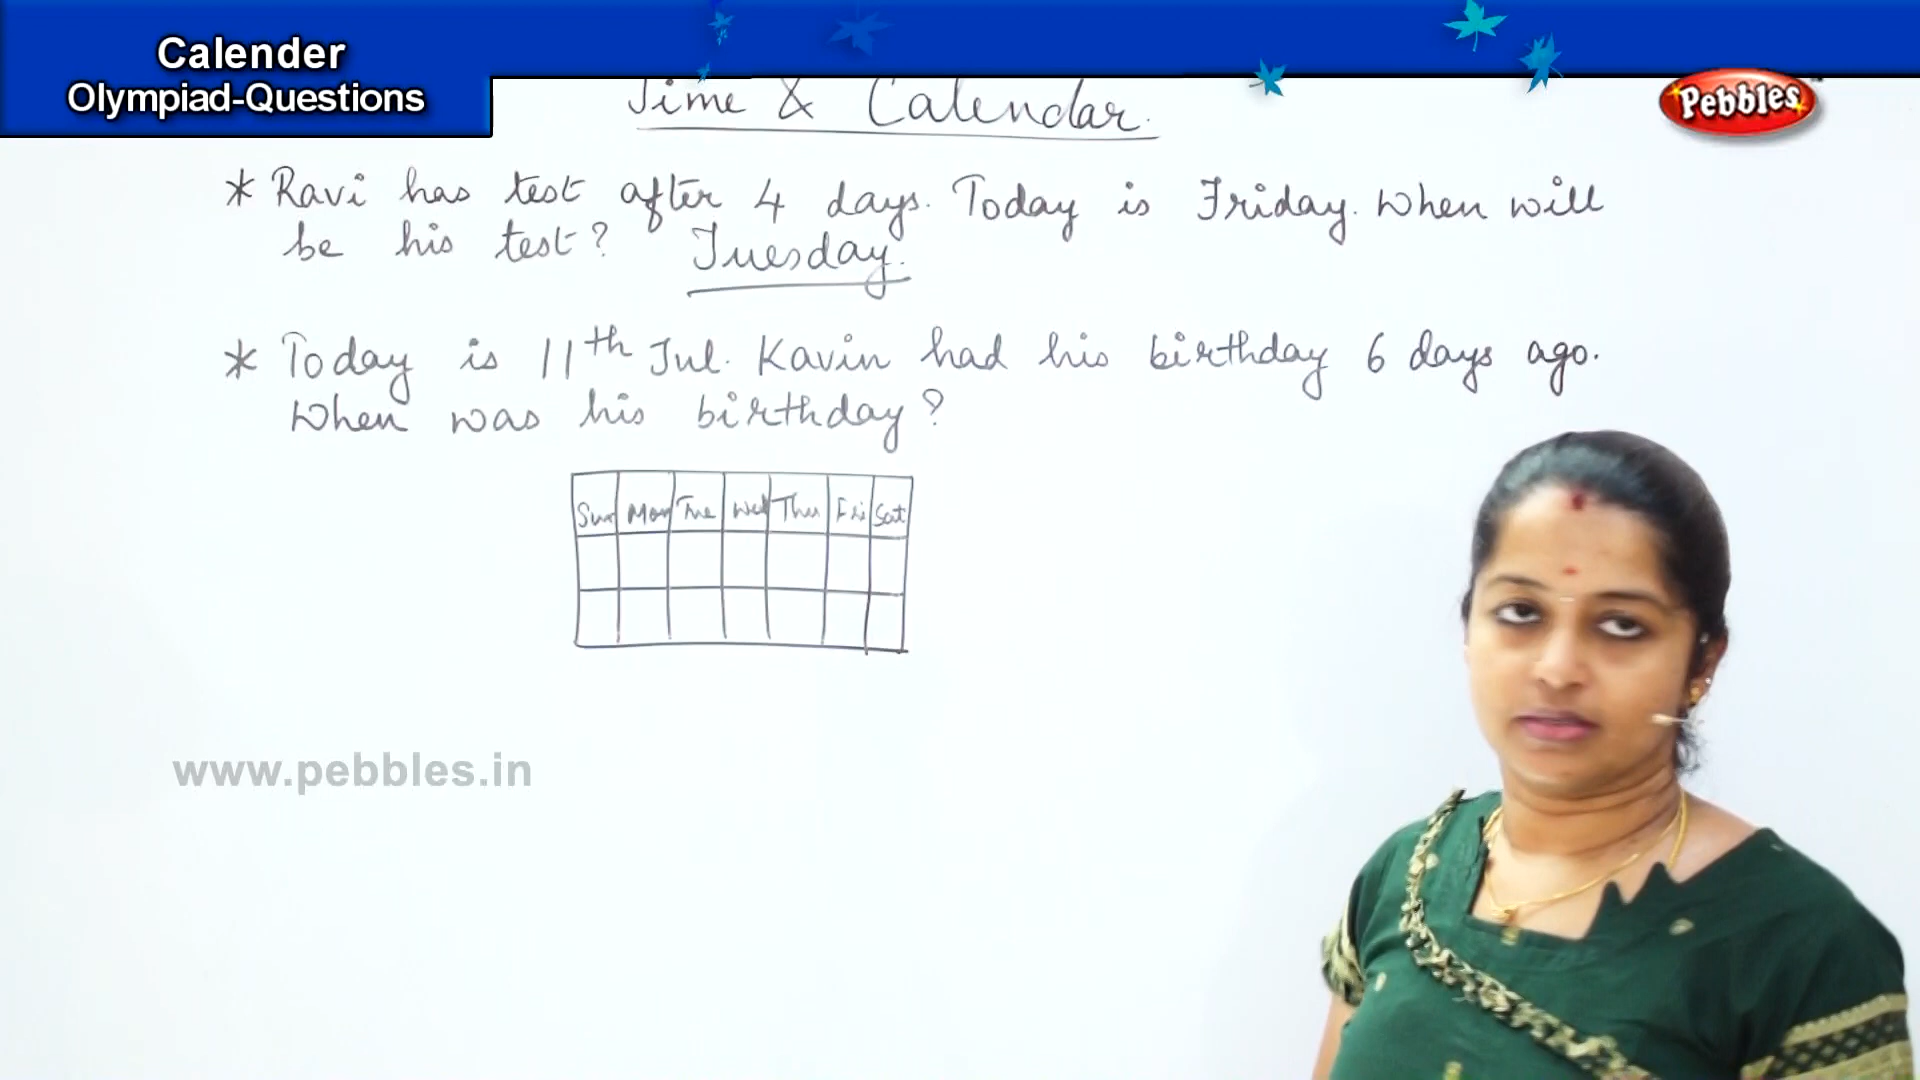 Calender
Olympiad-Questions
Time & Calendar.
Pebbles
* Ravi has test after 4 days. Today is Friday. When will
be his test? Tuesday.
* Today is 11th Jul. Kavin had his birthday 6 days ago.
When was his birthday?
Sun Mon Tue Wed Thu Fri Sat
www.pebbles.in